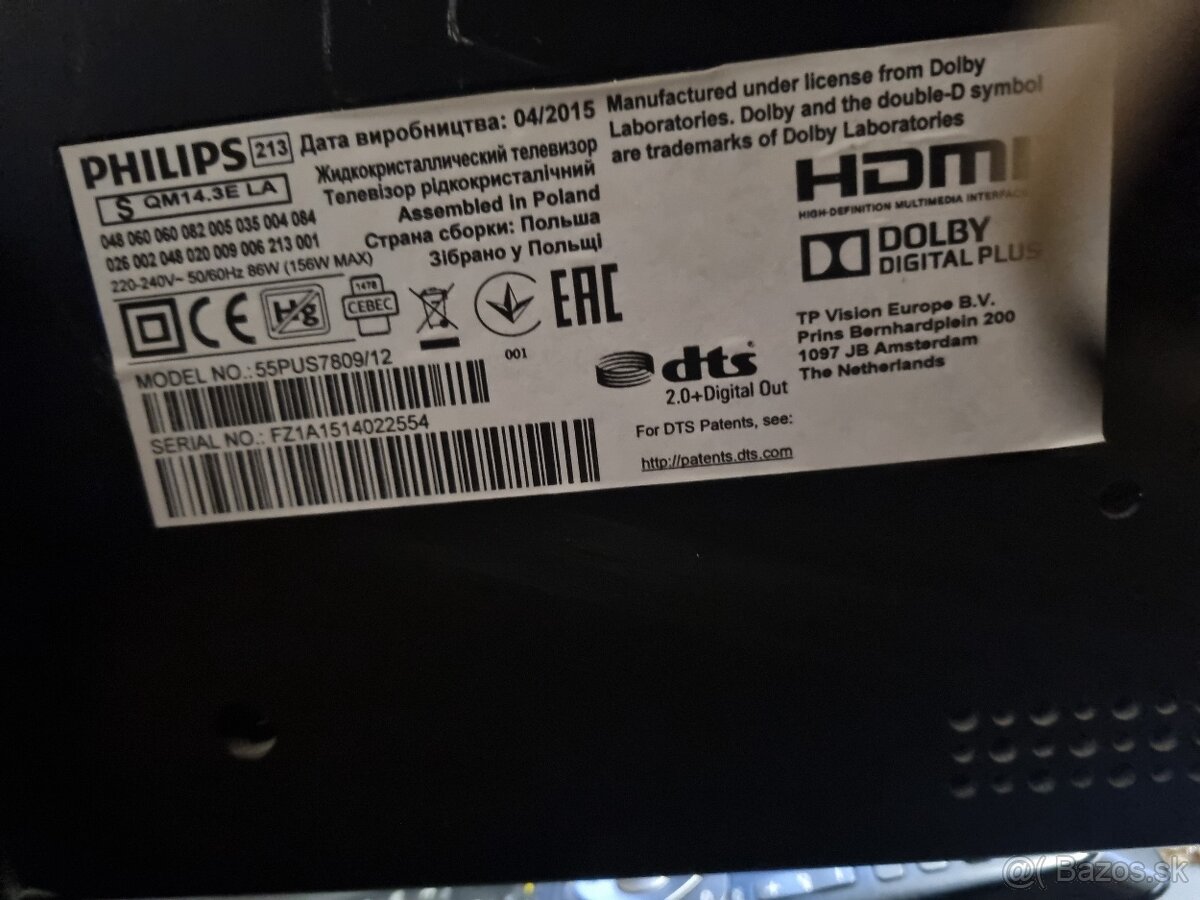 PHILIPS 213 Дата виробництва: 04/2015
S QM14.3E LA
Жидкокристаллический телевизор
Телевізор рідкокристалічний
048 060 060 082 005 035 004 084
Assembled in Poland
026 002 048 020 009 006 213 001
Страна сборки: Польша
220-240V~ 50/60Hz 86W (156W MAX)
Зібрано у Польщі
CE
Hg
1478
СЕВЕС
001
EAC
MODEL NO.: 55PUS7809/12
SERIAL NO.: FZ1A1514022554
Manufactured under license from Dolby
Laboratories. Dolby and the double-D symbol
are trademarks of Dolby Laboratories
HDMI
HIGH-DEFINITION MULTIMEDIA INTERFACE
DOLBY
DIGITAL PLUS
TP Vision Europe B.V.
Prins Bernhardplein 200
1097 JB Amsterdam
The Netherlands
dts
2.0+Digital Out
For DTS Patents, see:
http://patents.dts.com
@( Bazos.sk